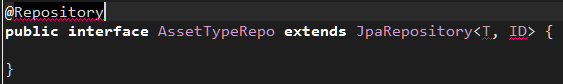 @Repository
public interface AssetTypeRepo extends JpaRepository<T, ID> {
}